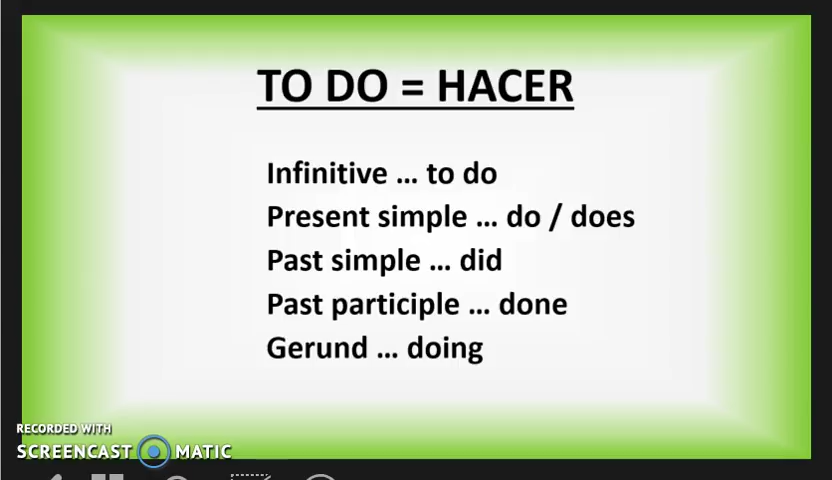 TO DO = HACER
Infinitive ... to do
Present simple ... do / does
Past simple ... did
Past participle ... done
Gerund ... doing
RECORDED WITH
SCREENCAST MATIC